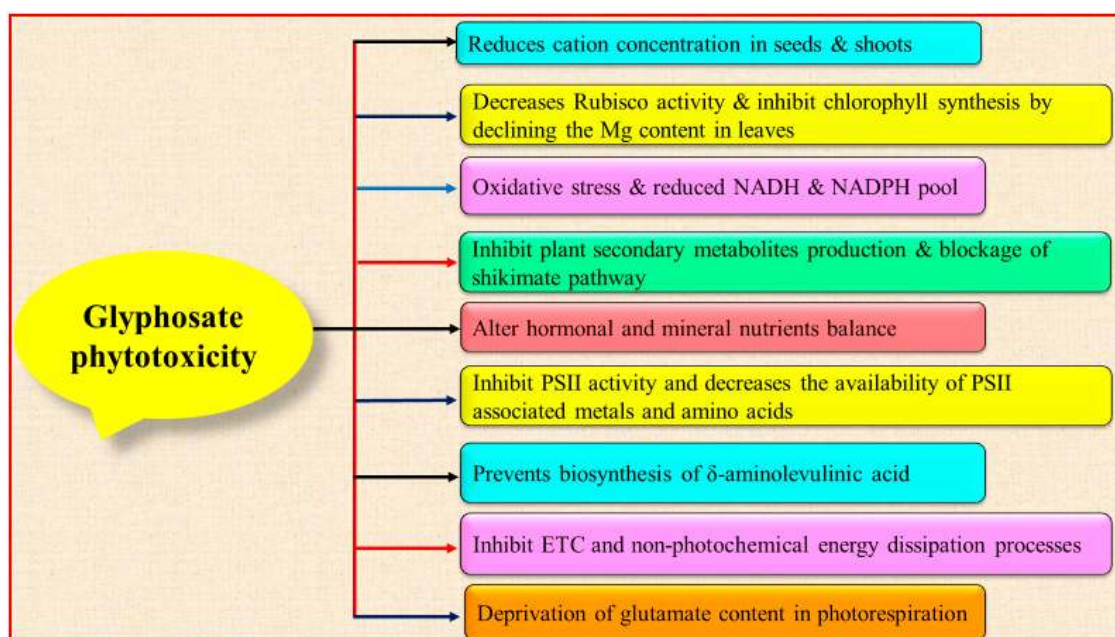 Glyphosate
phytotoxicity
Reduces cation concentration in seeds & shoots
Decreases Rubisco activity & inhibit chlorophyll synthesis by
declining the Mg content in leaves
Oxidative stress & reduced NADH & NADPH pool
Inhibit plant secondary metabolites production & blockage of
shikimate pathway
Alter hormonal and mineral nutrients balance
Inhibit PSII activity and decreases the availability of PSII
associated metals and amino acids
Prevents biosynthesis of δ-aminolevulinic acid
Inhibit ETC and non-photochemical energy dissipation processes
Deprivation of glutamate content in photorespiration